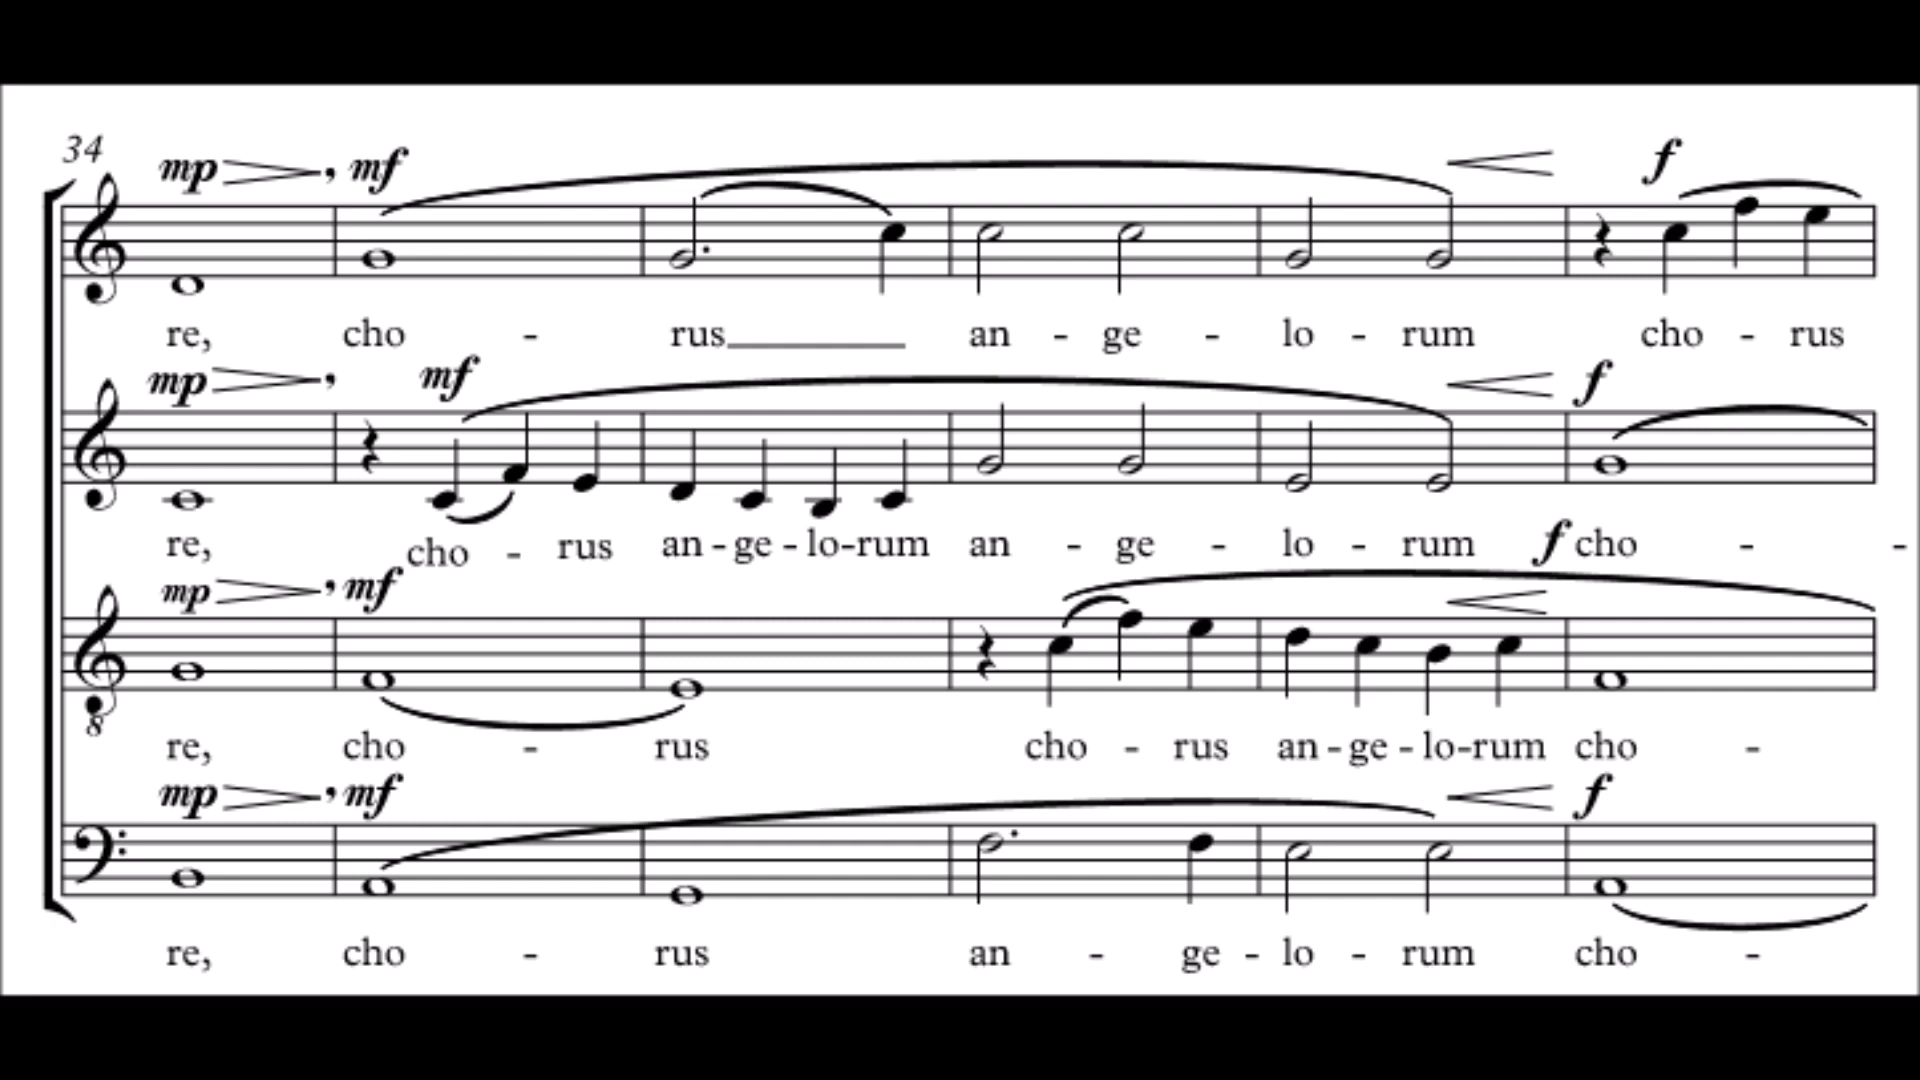 34
mp mf f
re, cho - rus an - ge - lo - rum cho - rus
mp mf f
re, cho - rus an - ge - lo - rum an - ge - lo - rum cho - -
mp mf f
8
re, cho - rus cho - rus an - ge - lo - rum cho -
mp mf f
re, cho - rus an - ge - lo - rum cho -